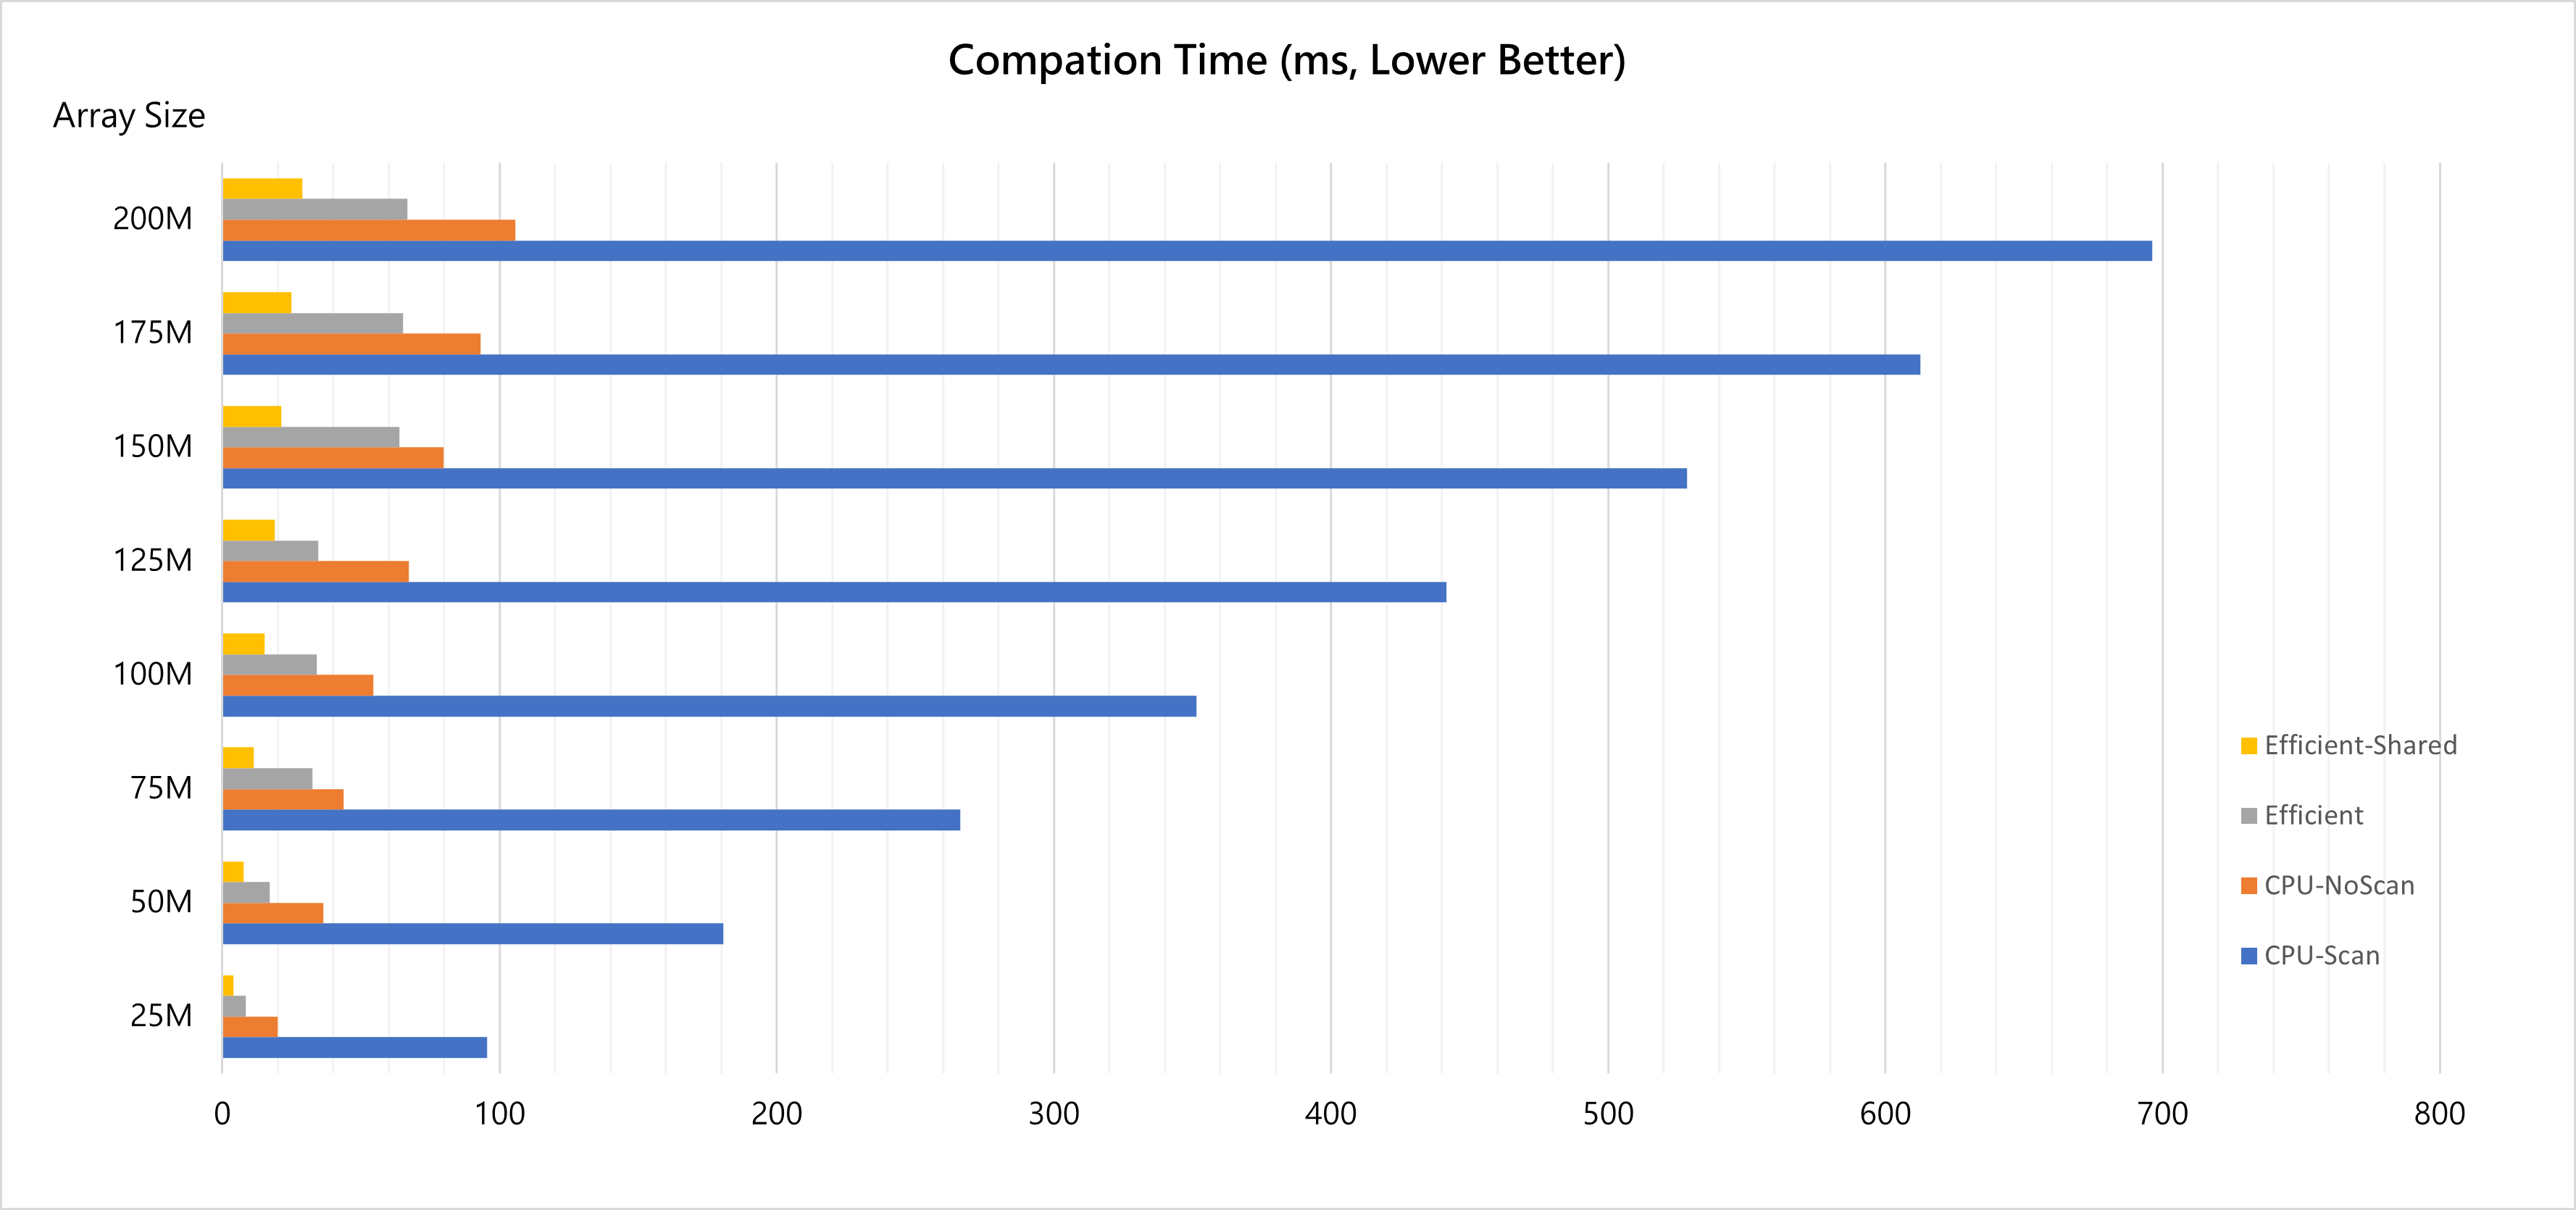 Compation Time (ms, Lower Better)
Array Size
200M
175M
150M
125M
100M
75M
50M
25M
Efficient-Shared
Efficient
CPU-NoScan
CPU-Scan
0 100 200 300 400 500 600 700 800